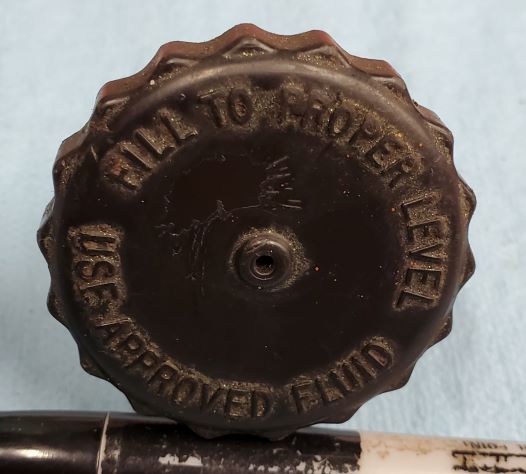 FILL TO PROPER LEVEL
USE APPROVED FLUID